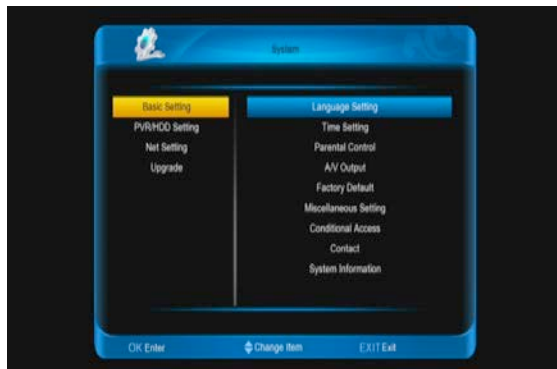 System
Basic Setting
PVR/HDD Setting
Net Setting
Upgrade
Language Setting
Time Setting
Parental Control
A/V Output
Factory Default
Miscellaneous Setting
Conditional Access
Contact
System Information
OK Enter
Change Item
EXIT Exit